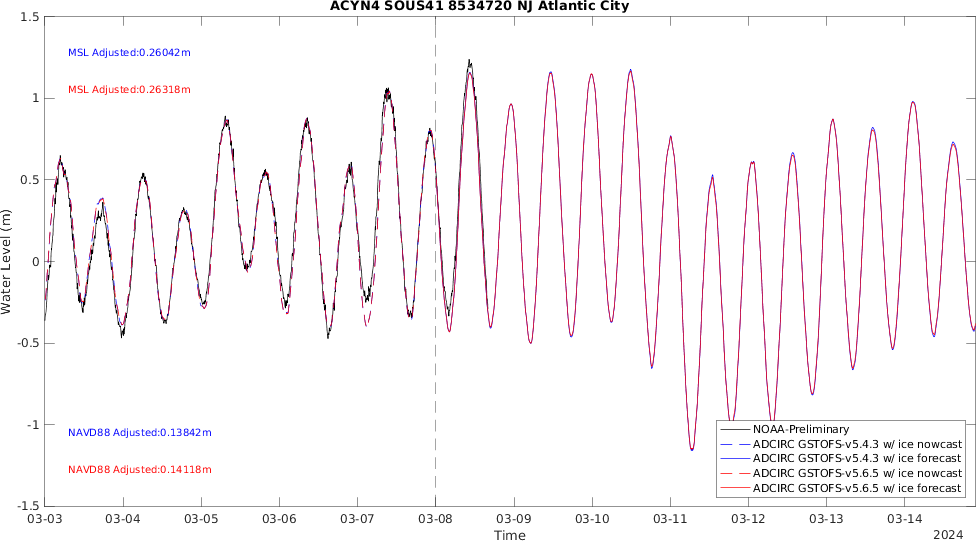 ACYN4 SOUS41 8534720 NJ Atlantic City
1.5
MSL Adjusted:0.26042m
MSL Adjusted:0.26318m
1
0.5
Water Level (m)
0
-0.5
-1
NAVD88 Adjusted:0.13842m
NAVD88 Adjusted:0.14118m
NOAA-Preliminary
ADCIRC GSTOFS-v5.4.3 w/ ice nowcast
ADCIRC GSTOFS-v5.4.3 w/ ice forecast
ADCIRC GSTOFS-v5.6.5 w/ ice nowcast
ADCIRC GSTOFS-v5.6.5 w/ ice forecast
-1.5
03-03 03-04 03-05 03-06 03-07 03-08 03-09 03-10 03-11 03-12 03-13 03-14
Time
2024